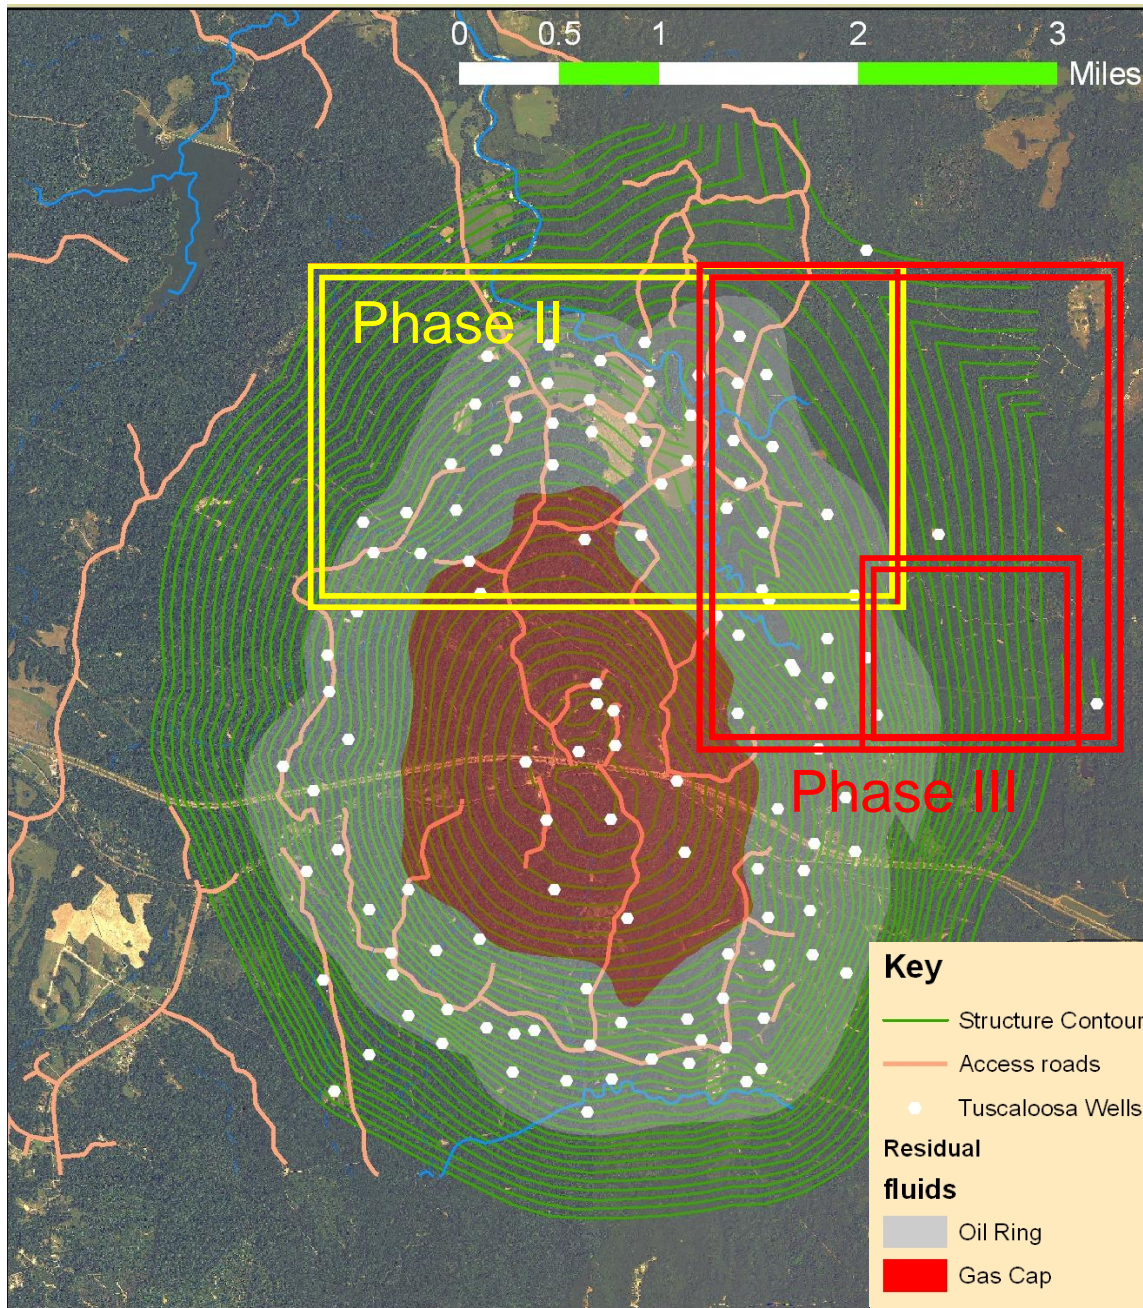 0 0.5 1 2 3
Miles
Phase II
Phase III
Key
Structure Contour
Access roads
Tuscaloosa Wells
Residual
fluids
Oil Ring
Gas Cap